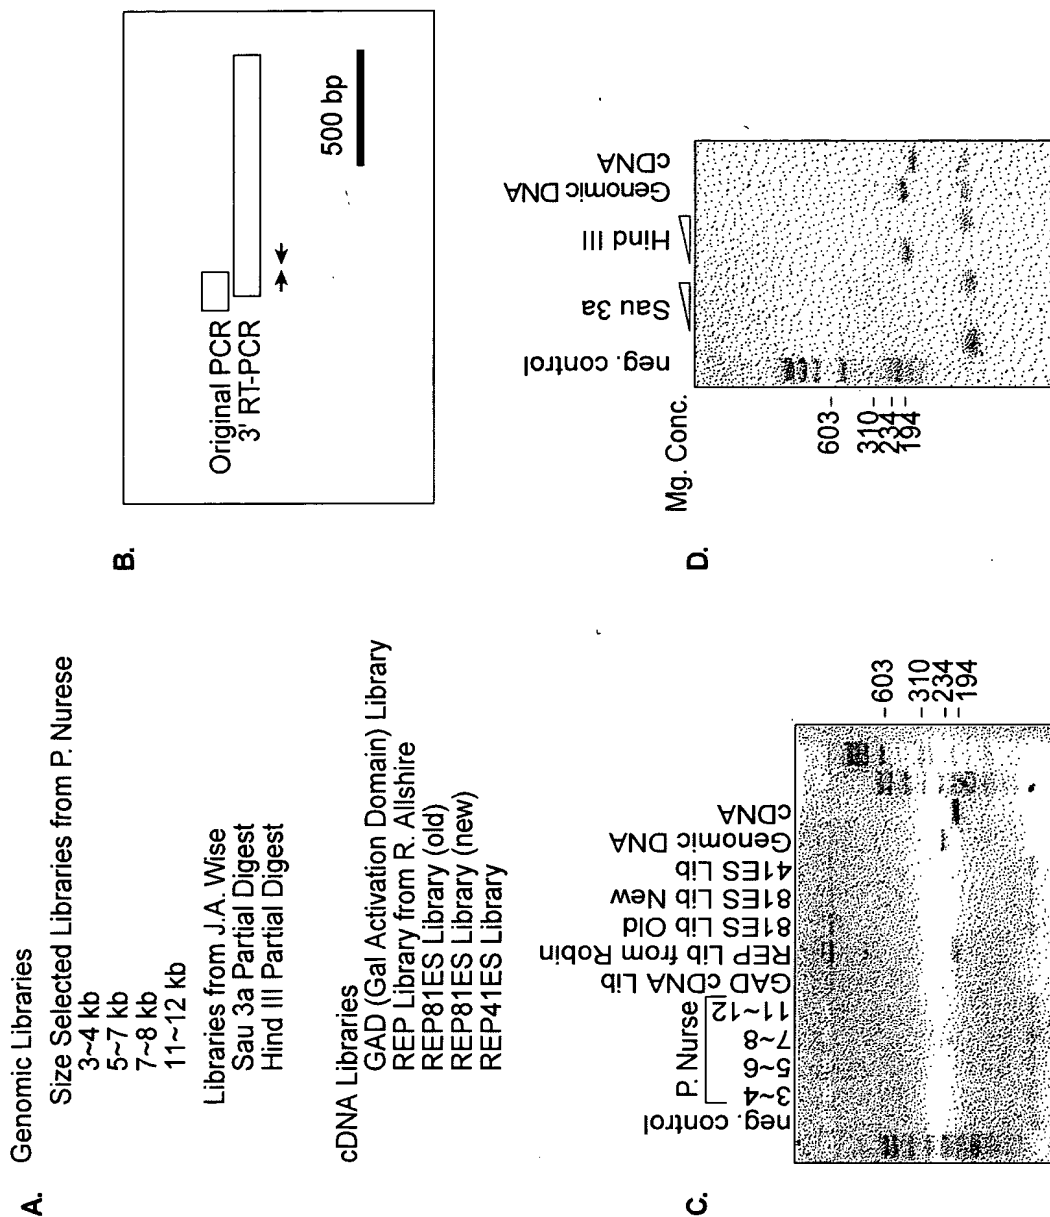 A.
Genomic Libraries
Size Selected Libraries from P. Nurese
3~4 kb
5~7 kb
7~8 kb
11~12 kb
Libraries from J.A. Wise
Sau 3a Partial Digest
Hind III Partial Digest
cDNA Libraries
GAD (Gal Activation Domain) Library
REP Library from R. Allshire
REP81ES Library (old)
REP81ES Library (new)
REP41ES Library
B.
Original PCR
3' RT-PCR
500 bp
C.
neg. control
P. Nurse
3~4
5~6
7~8
11~12
GAD cDNA Lib
REP Lib from Robin
81ES Lib Old
81ES Lib New
41ES Lib
Genomic DNA
cDNA
603
310
234
194
D.
Mg. Conc.
neg. control
Sau 3a
Hind III
Genomic DNA
cDNA
603
310
234
194